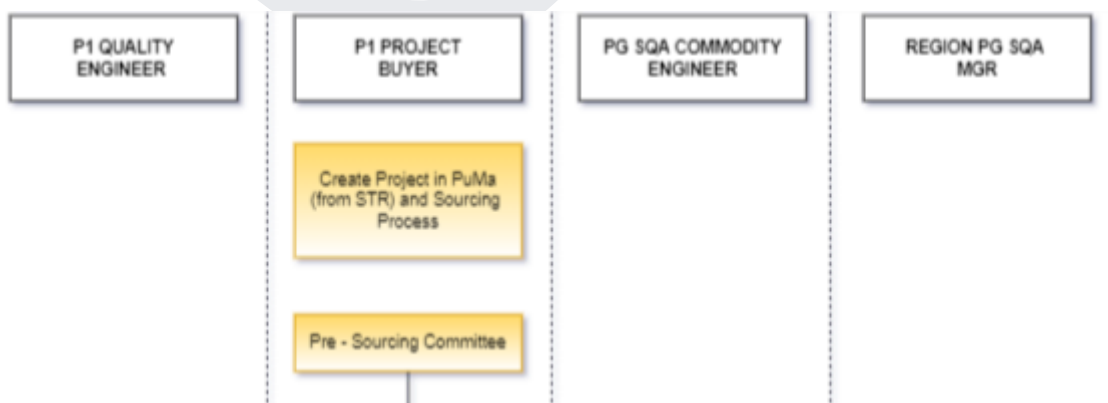 P1 QUALITY
ENGINEER
P1 PROJECT
BUYER
PG SQA COMMODITY
ENGINEER
REGION PG SQA
MGR
Create Project in PuMa
(from STR) and Sourcing
Process
Pre - Sourcing Committee